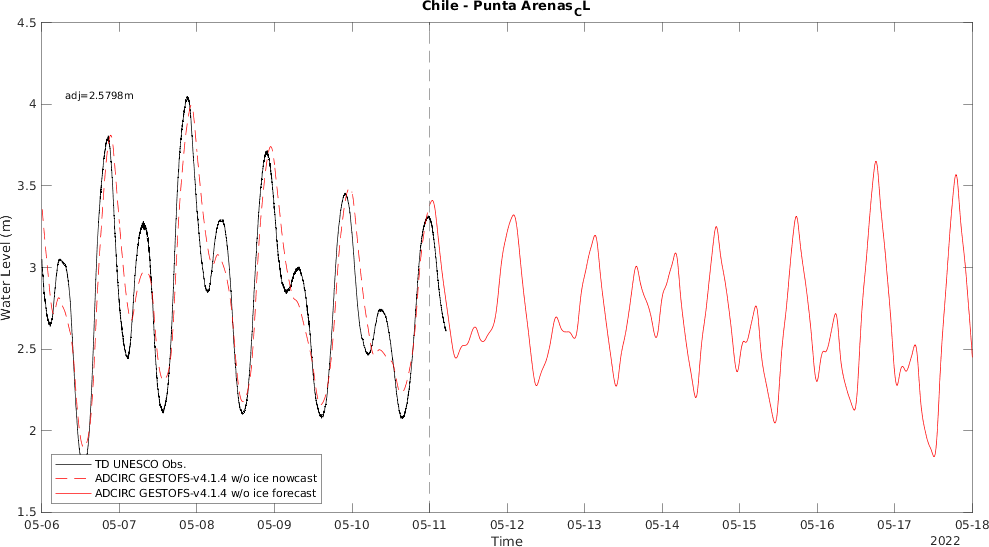 Chile - Punta Arenas_CL
4.5
adj=2.5798m
4
3.5
3
2.5
2
1.5
Water Level (m)
TD UNESCO Obs.
ADCIRC GESTOFS-v4.1.4 w/o ice nowcast
ADCIRC GESTOFS-v4.1.4 w/o ice forecast
05-06 05-07 05-08 05-09 05-10 05-11 05-12 05-13 05-14 05-15 05-16 05-17 05-18
Time
2022